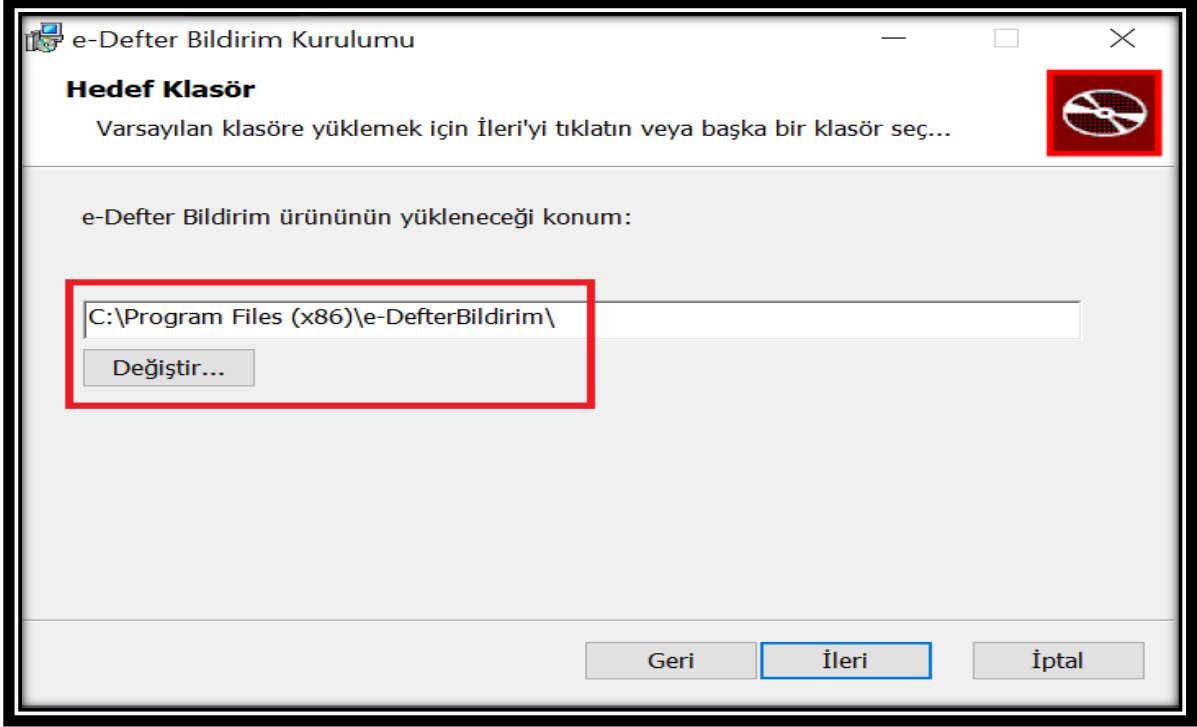 e-Defter Bildirim Kurulumu
Hedef Klasör
Varsayılan klasöre yüklemek için İleri'yi tıklatın veya başka bir klasör seç...
e-Defter Bildirim ürününün yükleneceği konum:
C:\Program Files (x86)\e-DefterBildirim\
Değiştir...
Geri İleri İptal